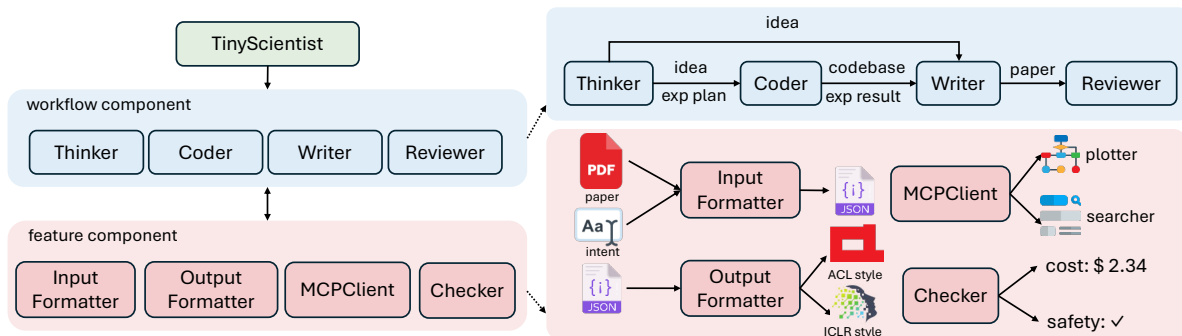 TinyScientist
workflow component
Thinker
Coder
Writer
Reviewer
feature component
Input
Formatter
Output
Formatter
MCPClient
Checker
idea
Thinker
idea
exp plan
Coder
codebase
exp result
Writer
paper
Reviewer
PDF
paper
Aa
intent
Input
Formatter
{i}
JSON
MCPClient
plotter
searcher
{i}
JSON
Output
Formatter
ACL style
ICLR style
Checker
cost: $ 2.34
safety: ✓